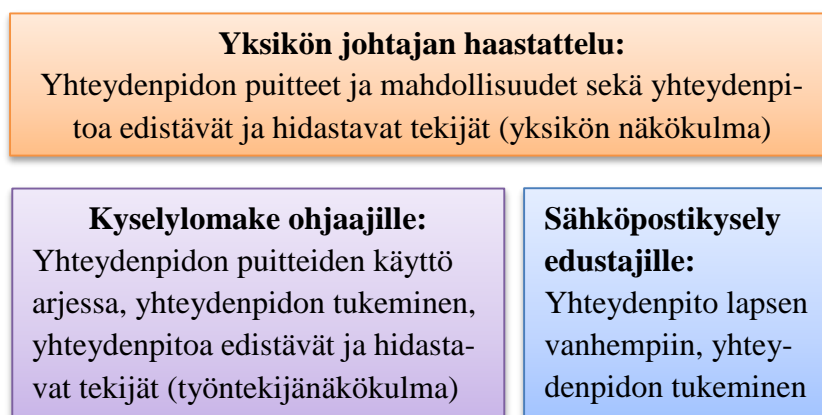 Yksikön johtajan haastattelu:
Yhteydenpidon puitteet ja mahdollisuudet sekä yhteydenpi-
toa edistävät ja hidastavat tekijät (yksikön näkökulma)
Kyselylomake ohjaajille:
Yhteydenpidon puitteiden käyttö
arjessa, yhteydenpidon tukeminen,
yhteydenpitoa edistävät ja hidasta-
vat tekijät (työntekijänäkökulma)
Sähköpostikysely
edustajille:
Yhteydenpito lapsen
vanhempiin, yhtey-
denpidon tukeminen